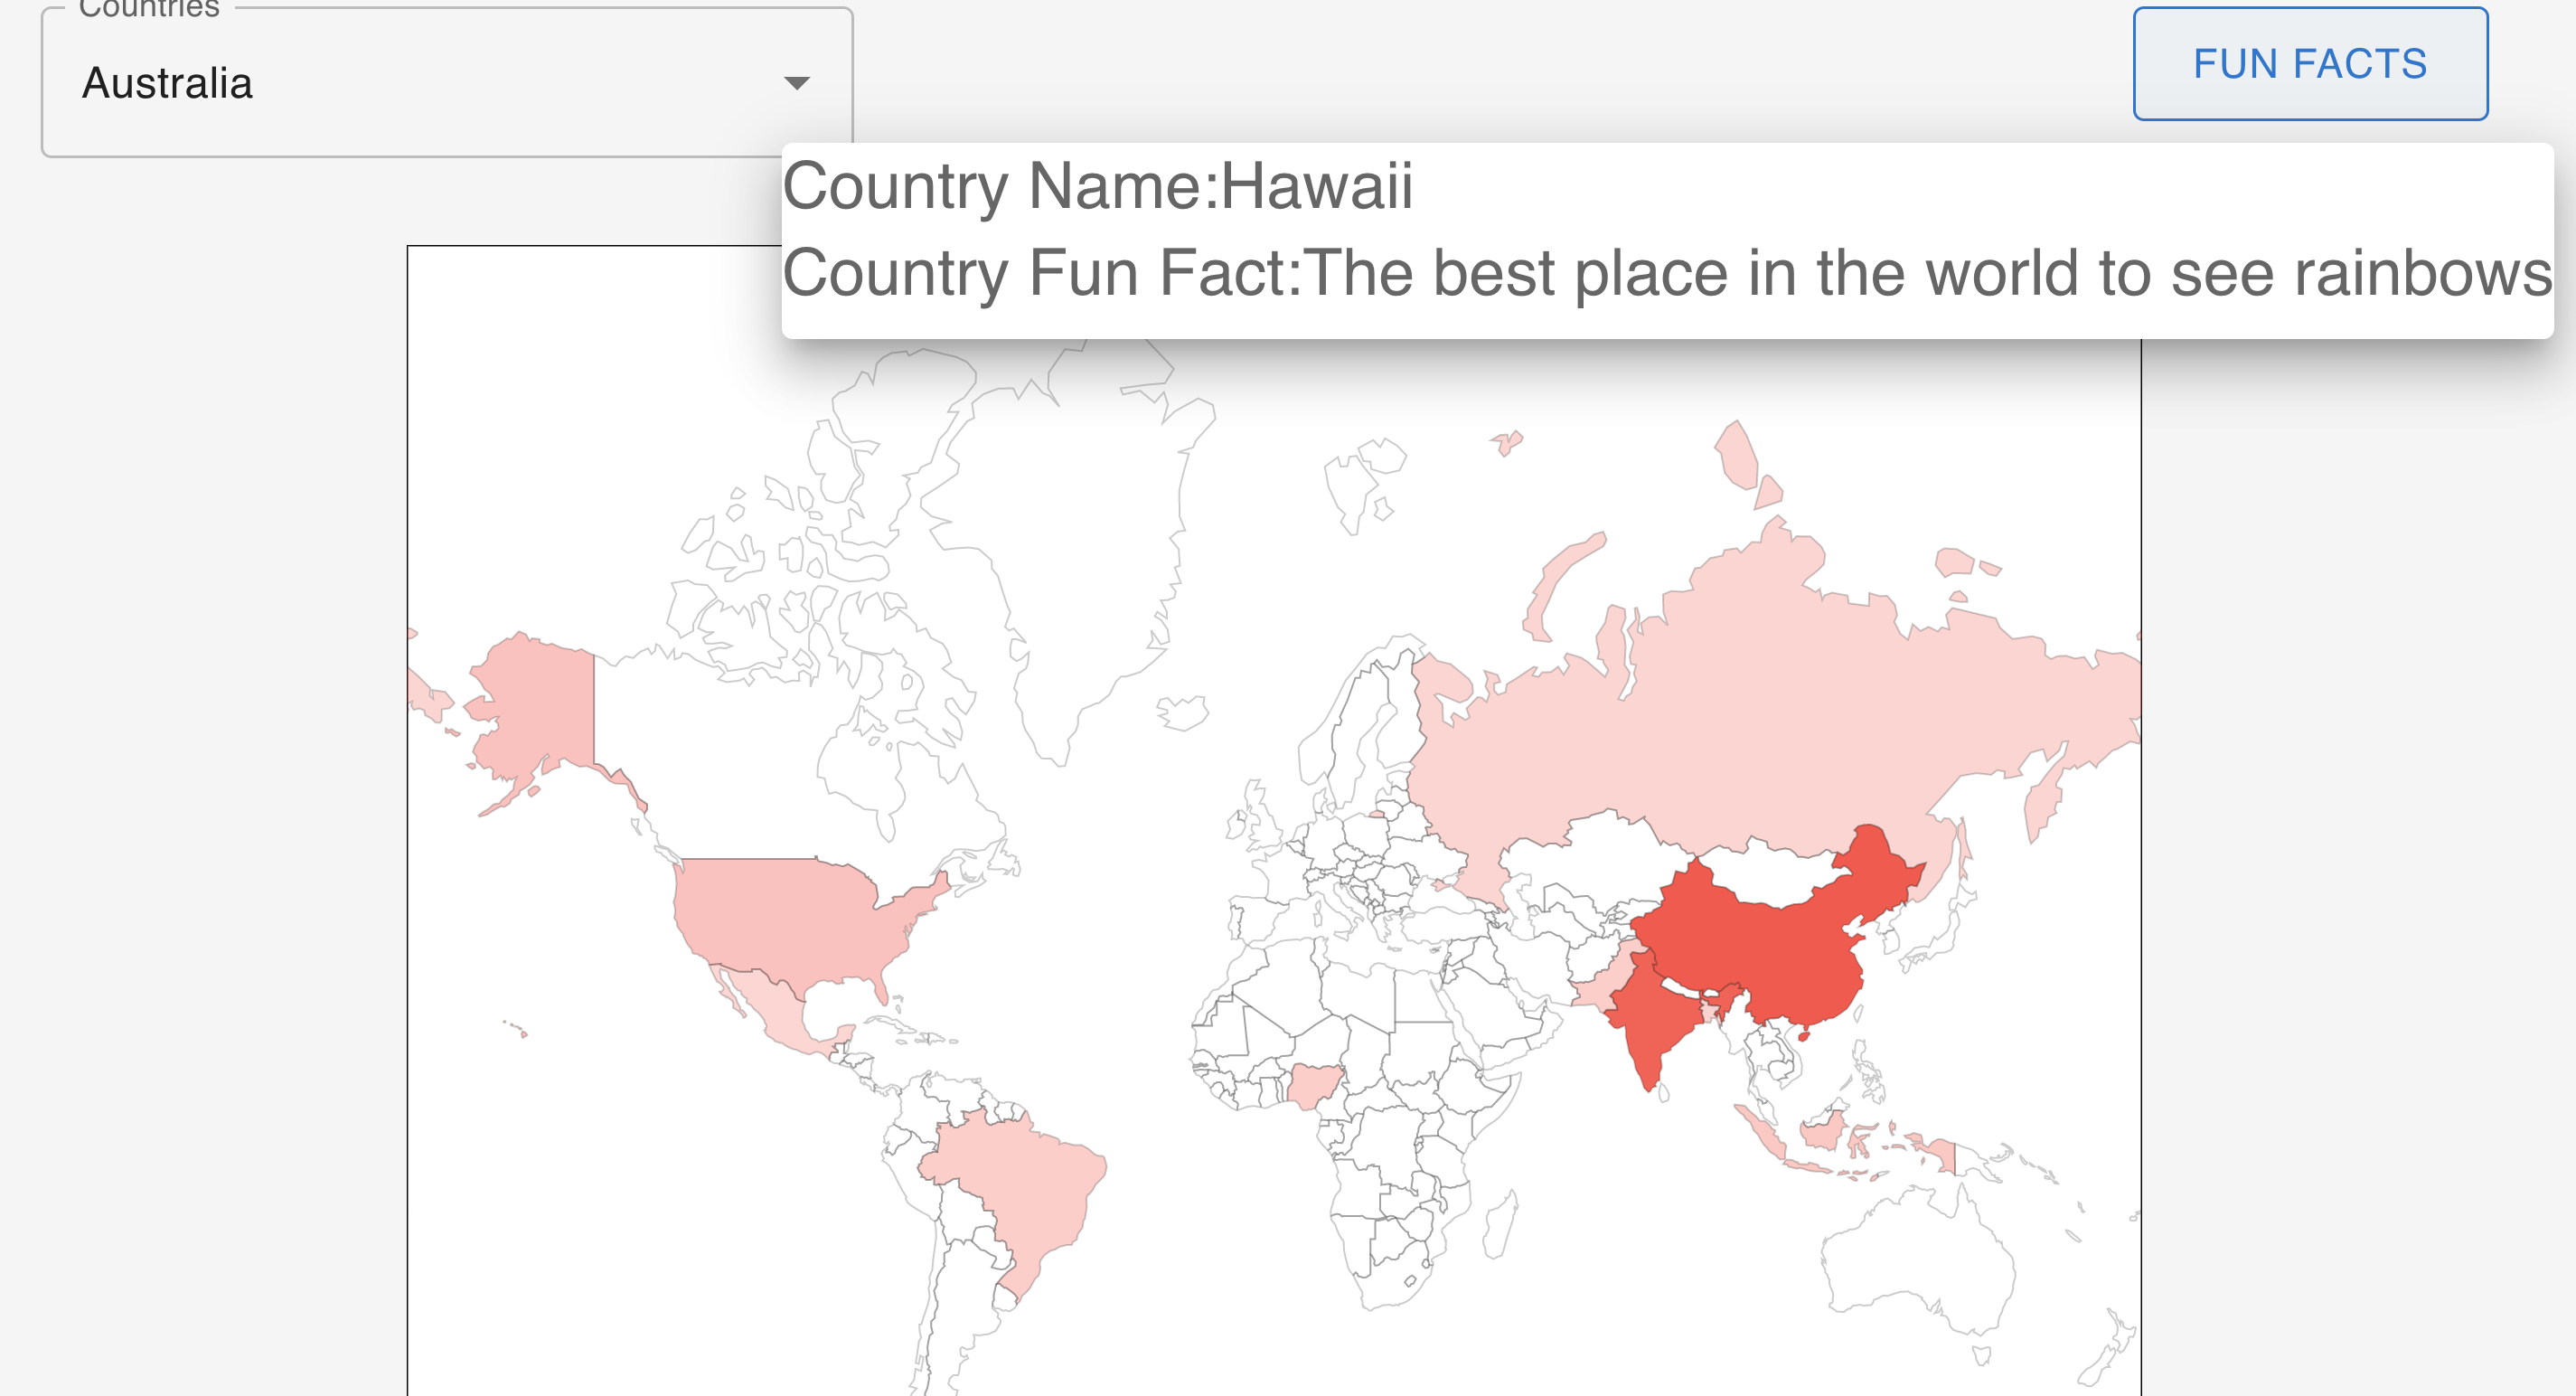 Countries
Australia
FUN FACTS
Country Name:Hawaii
Country Fun Fact:The best place in the world to see rainbows